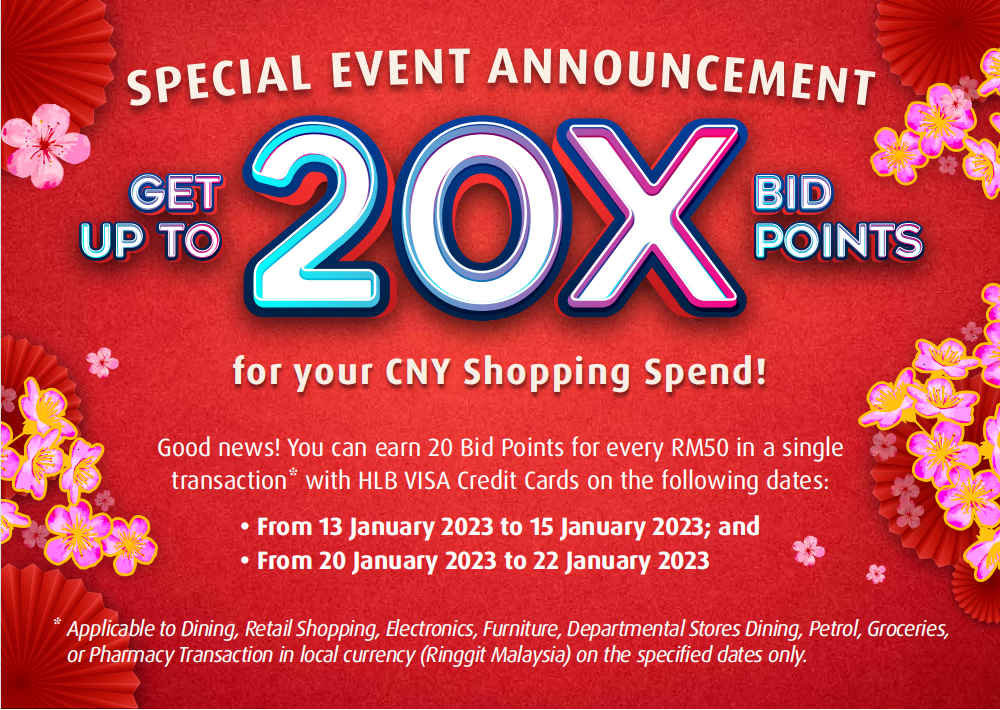 SPECIAL EVENT ANNOUNCEMENT
GET
UP TO
20X
BID
POINTS
for your CNY Shopping Spend!
Good news! You can earn 20 Bid Points for every RM50 in a single
transaction* with HLB VISA Credit Cards on the following dates:
• From 13 January 2023 to 15 January 2023; and
• From 20 January 2023 to 22 January 2023
* Applicable to Dining, Retail Shopping, Electronics, Furniture, Departmental Stores Dining, Petrol, Groceries,
or Pharmacy Transaction in local currency (Ringgit Malaysia) on the specified dates only.